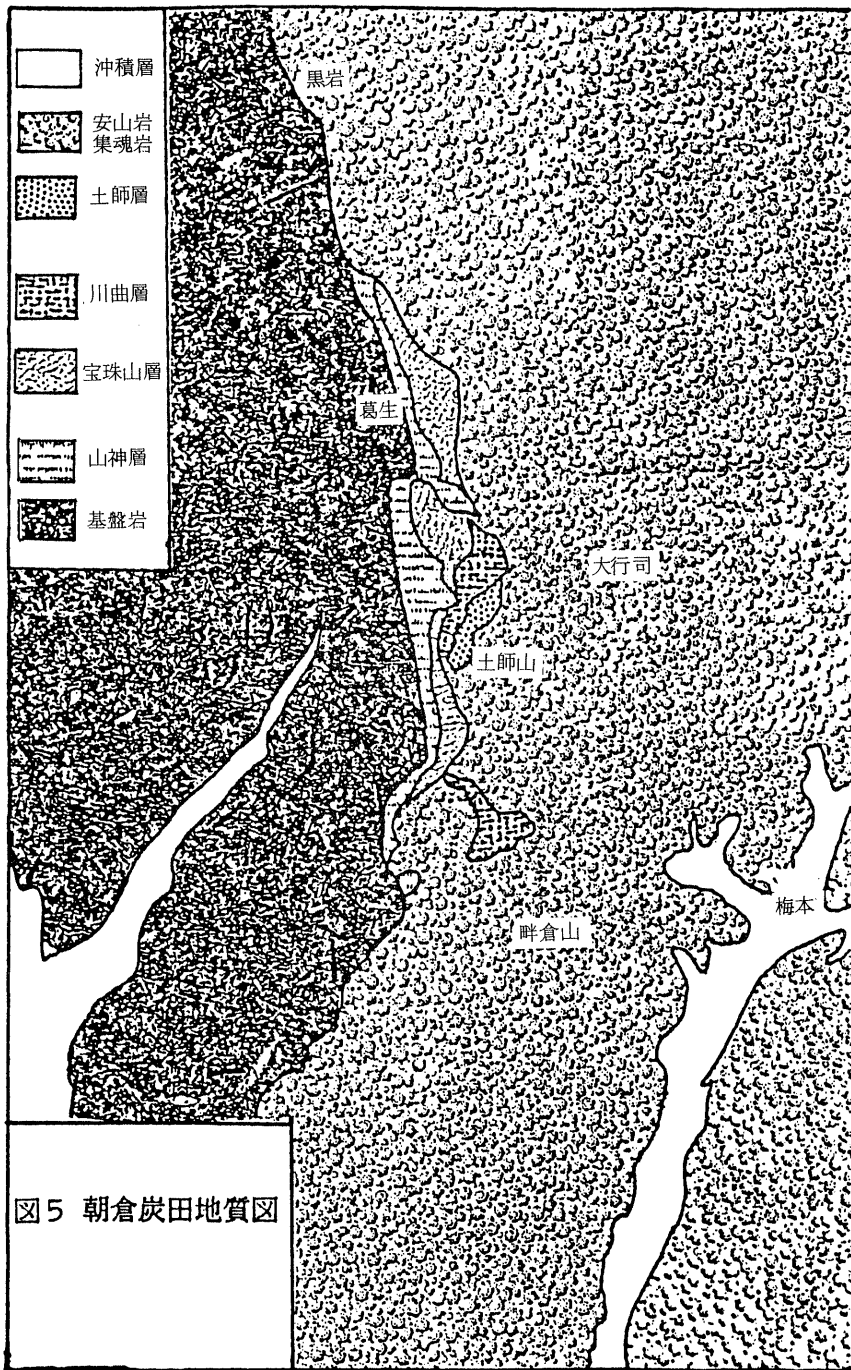 沖積層
安山岩
集魂岩
土師層
川曲層
宝珠山層
山神層
基盤岩
黒岩
葛生
大行司
土師山
梅本
畔倉山
図5 朝倉炭田地質図